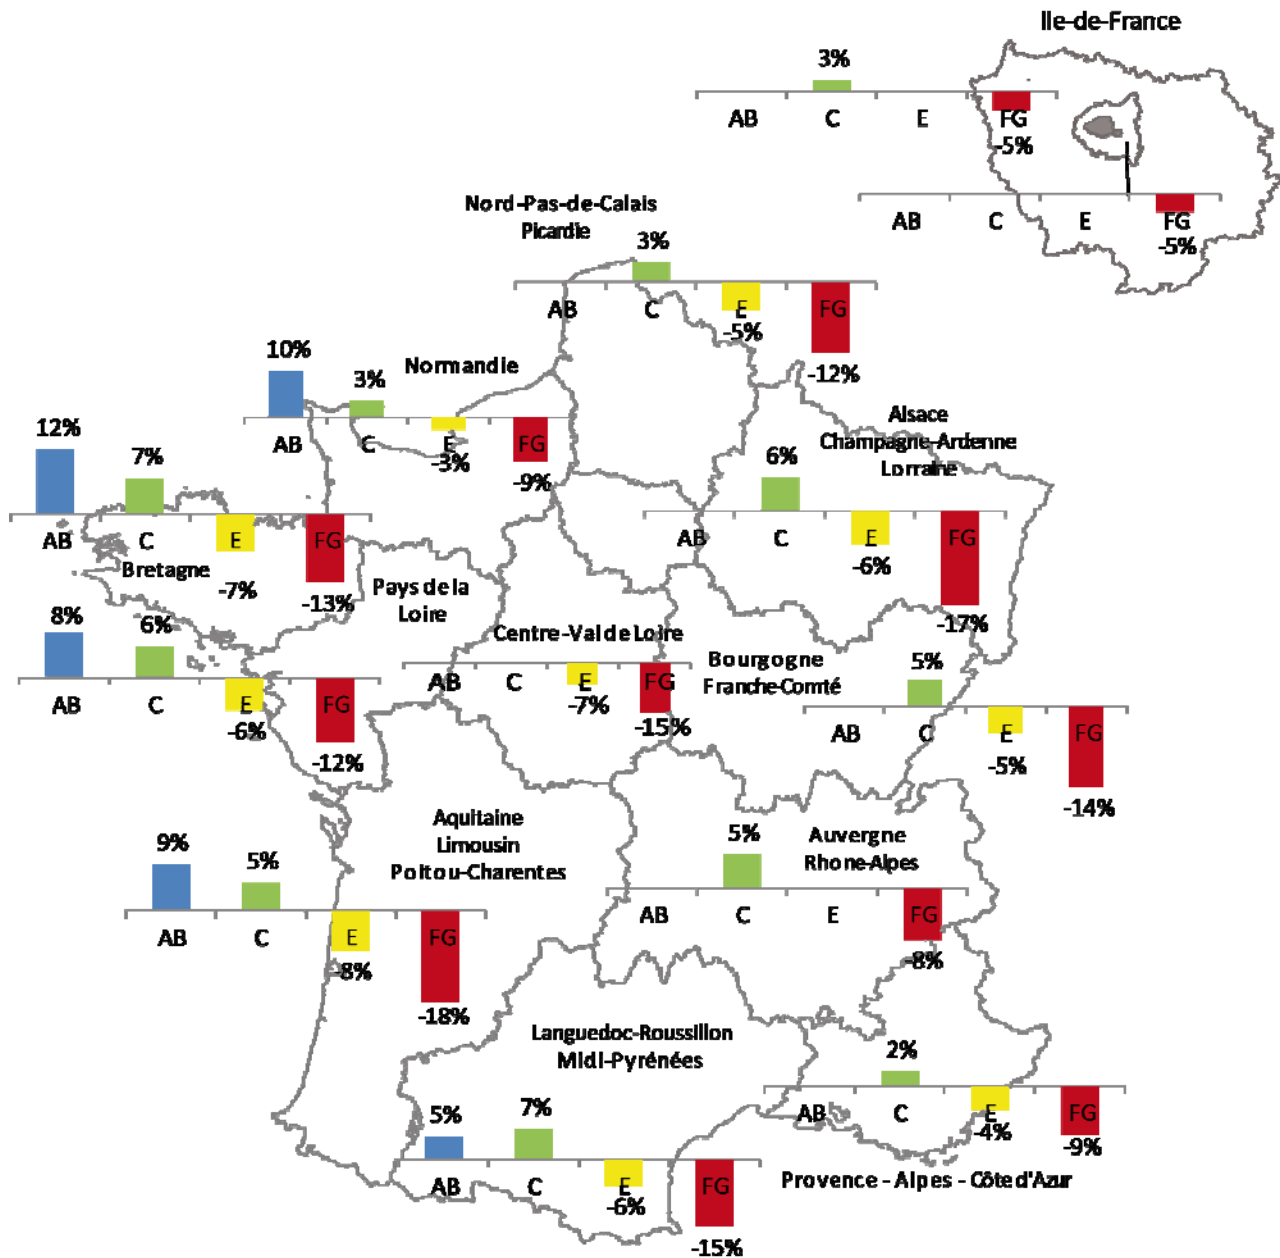 Ile-de-France
3%
AB C E FG
-5%
AB C E FG
-5%
Nord-Pas-de-Calais
Picardie
3%
AB C E FG
-5%
-12%
Normandie
10%
3%
AB C E FG
-3%
-9%
Alsace
Champagne-Ardenne
Lorraine
6%
AB C E FG
-6%
-17%
12%
7%
AB C E FG
Bretagne
-7%
-13%
Pays de la
Loire
8%
6%
AB C E FG
-6%
-12%
Centre-Val de Loire
AB C E FG
-7%
-15%
Bourgogne
Franche-Comté
5%
AB C E FG
-5%
-14%
Aquitaine
Limousin
Poitou-Charentes
9%
5%
AB C E FG
-8%
-18%
Auvergne
Rhone-Alpes
5%
AB C E FG
-8%
Languedoc-Roussillon
Midi-Pyrénées
5%
7%
AB C E FG
-6%
-15%
2%
AB C E FG
-4%
-9%
Provence - Alpes - Côte d'Azur